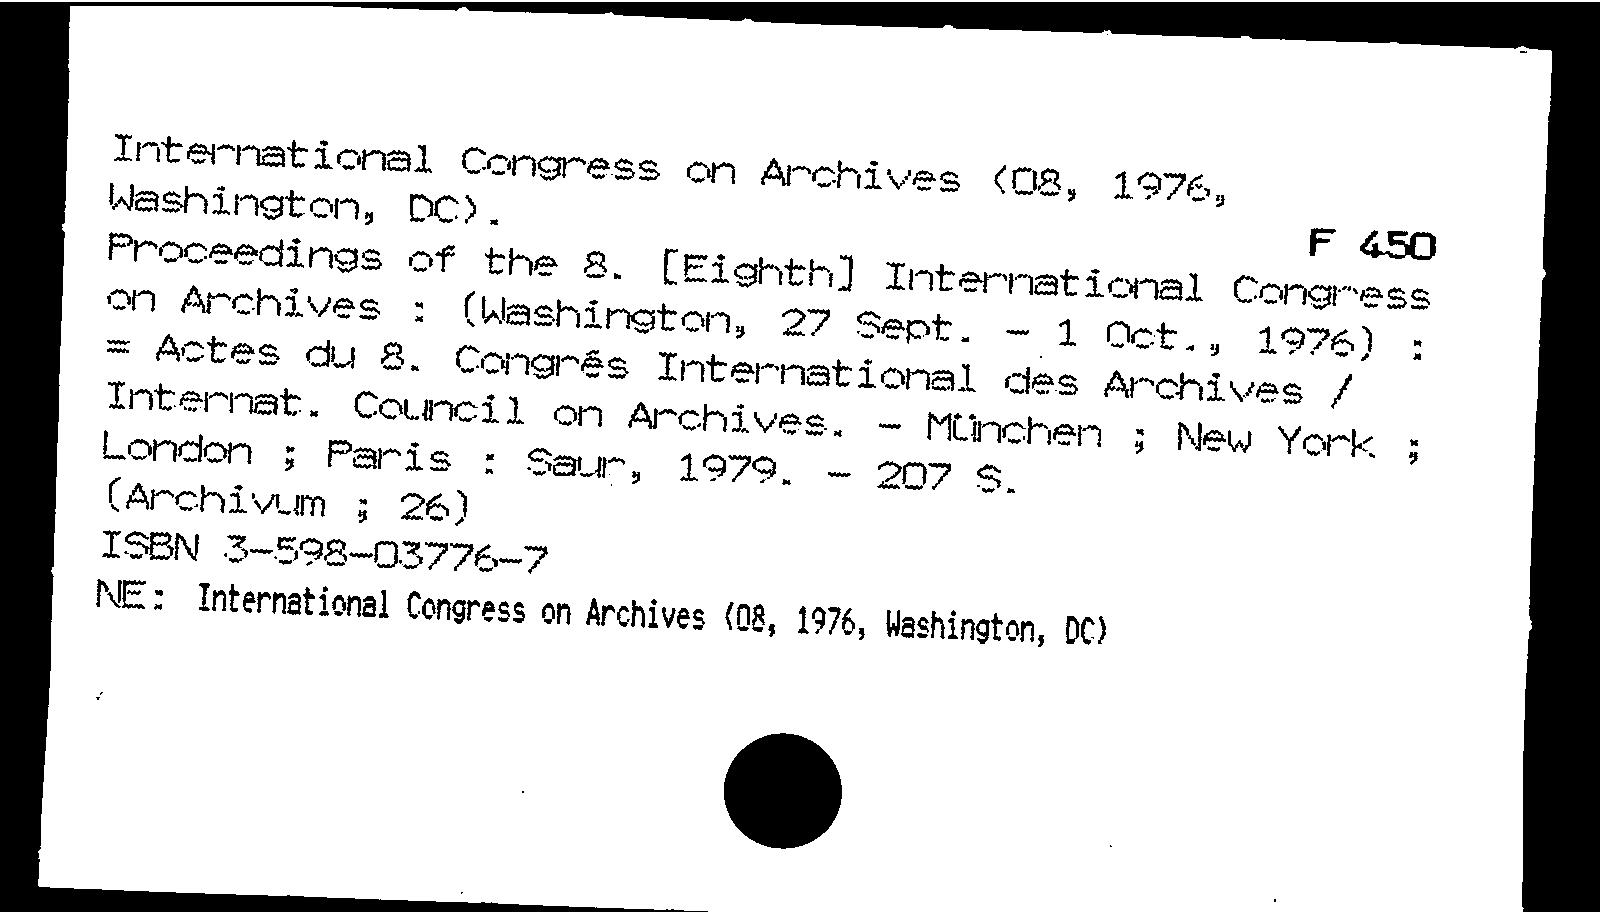 International Congress on Archives (08, 1976,
Washington, DC).
F 450
Proceedings of the 8. [Eighth] International Congress
on Archives : (Washington, 27 Sept. - 1 Oct., 1976) :
= Actes du 8. Congrés International des Archives /
Internat. Council on Archives. - München ; New York ;
London ; Paris : Saur, 1979. - 207 S.
(Archivum ; 26)
ISBN 3-598-03776-7
NE: International Congress on Archives (08, 1976, Washington, DC)